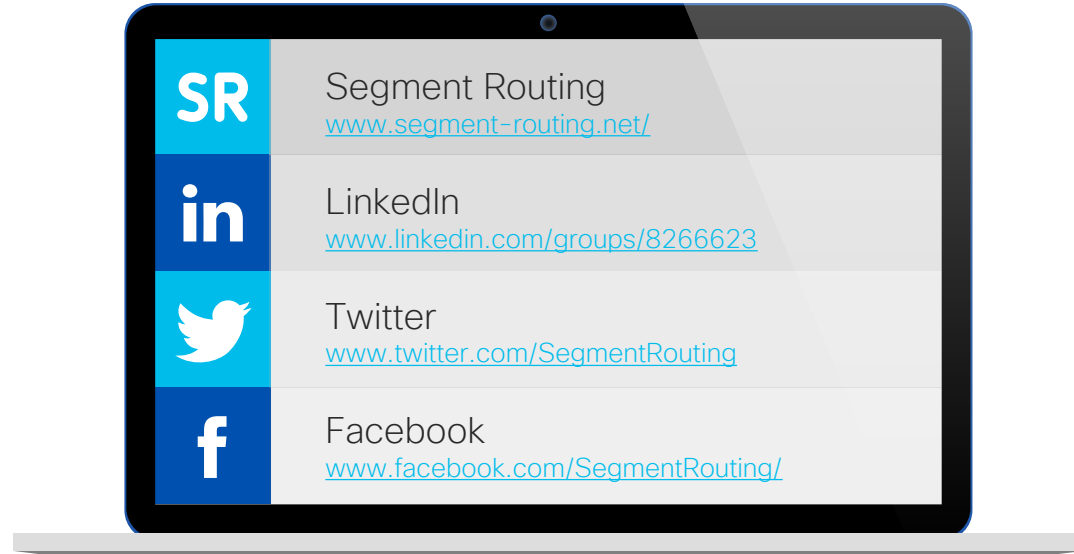 SR
Segment Routing
www.segment-routing.net/
in
LinkedIn
www.linkedin.com/groups/8266623
Twitter
www.twitter.com/SegmentRouting
f
Facebook
www.facebook.com/SegmentRouting/